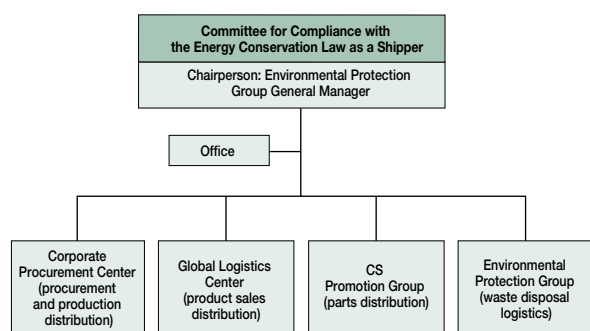 Committee for Compliance with
the Energy Conservation Law as a Shipper
Chairperson: Environmental Protection
Group General Manager
Office
Corporate
Procurement Center
(procurement
and production
distribution)
Global Logistics
Center
(product sales
distribution)
CS
Promotion Group
(parts distribution)
Environmental
Protection Group
(waste disposal
logistics)